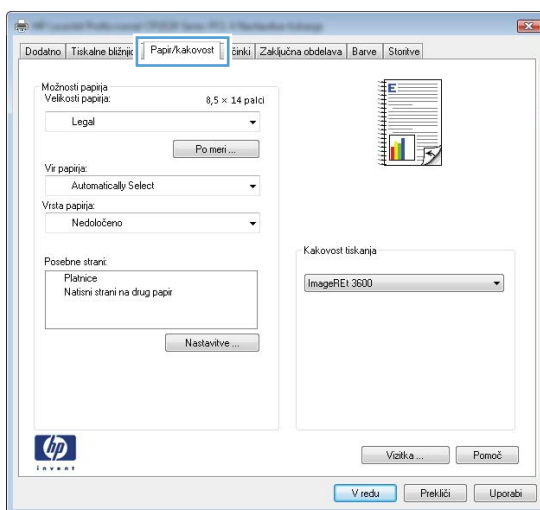 Dodatno Tiskalne bližnjic Papir/kakovost činki Zaključna obdelava Barve Storitve
Možnosti papirja
Velikosti papirja: 8,5 × 14 palci
Legal
Po meri ...
Vir papirja:
Automatically Select
Vrsta papirja:
Nedoločeno
Posebne strani:
Platnice
Natisni strani na drug papir
Nastavitve ...
E
Kakovost tiskanja
ImageREt 3600
hp
invent
Vizitka ... Pomoč
V redu Prekliči Uporabi